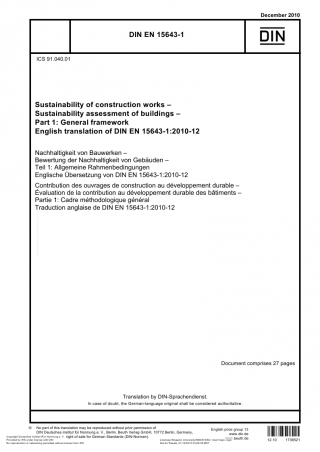 December 2010
DIN EN 15643-1
DIN
ICS 91.040.01
Sustainability of construction works –
Sustainability assessment of buildings –
Part 1: General framework
English translation of DIN EN 15643-1:2010-12
Nachhaltigkeit von Bauwerken –
Bewertung der Nachhaltigkeit von Gebäuden –
Teil 1: Allgemeine Rahmenbedingungen
Englische Übersetzung von DIN EN 15643-1:2010-12
Contribution des ouvrages de construction au développement durable –
Évaluation de la contribution au développement durable des bâtiments –
Partie 1: Cadre méthodologique général
Traduction anglaise de DIN EN 15643-1:2010-12
Document comprises 27 pages
Translation by DIN-Sprachendienst.
In case of doubt, the German-language original shall be considered authoritative.
No part of this translation may be reproduced without prior permission of
DIN Deutsches Institut für Normung e. V., Berlin. Beuth Verlag GmbH, 10772 Berlin, Germany,
right of sale for German Standards (DIN-Normen).
English price group 13
www.din.de
www.beuth.de
12.10